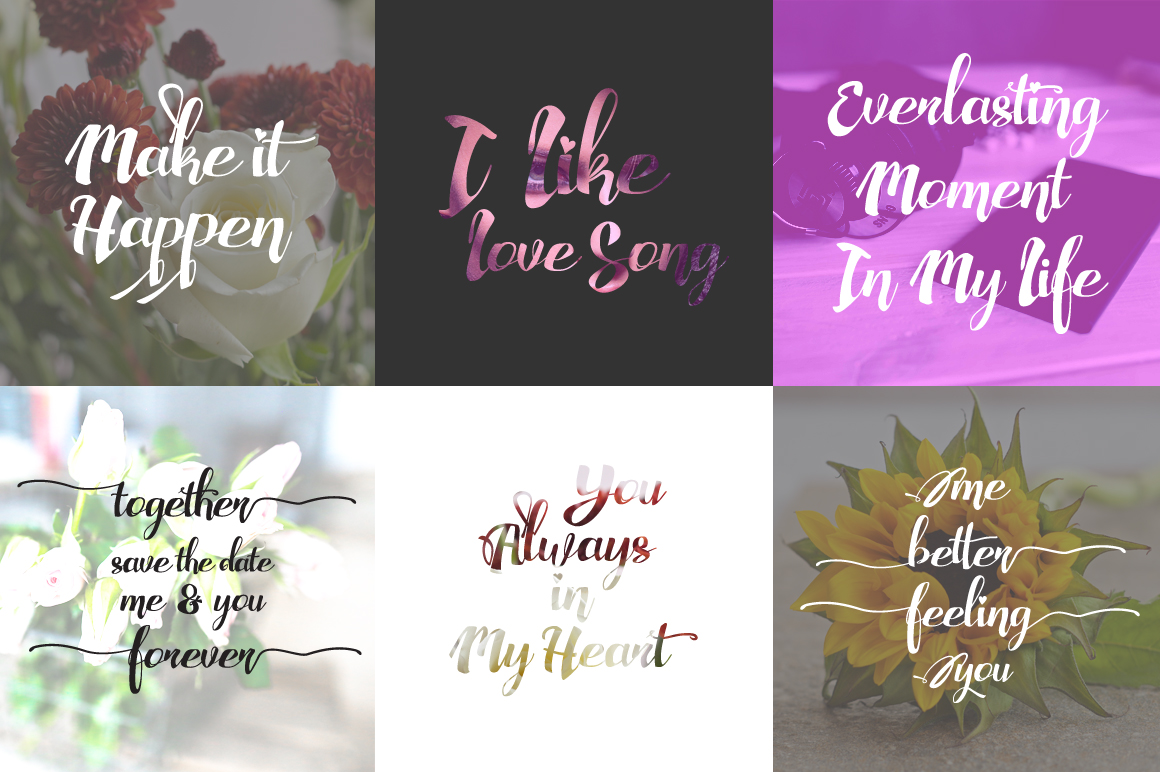 Make it
Happen
I like
love Song
Everlasting
Moment
In My life
together
save the date
me & you
forever
You
Always
in
My Heart
me
better
feeling
you